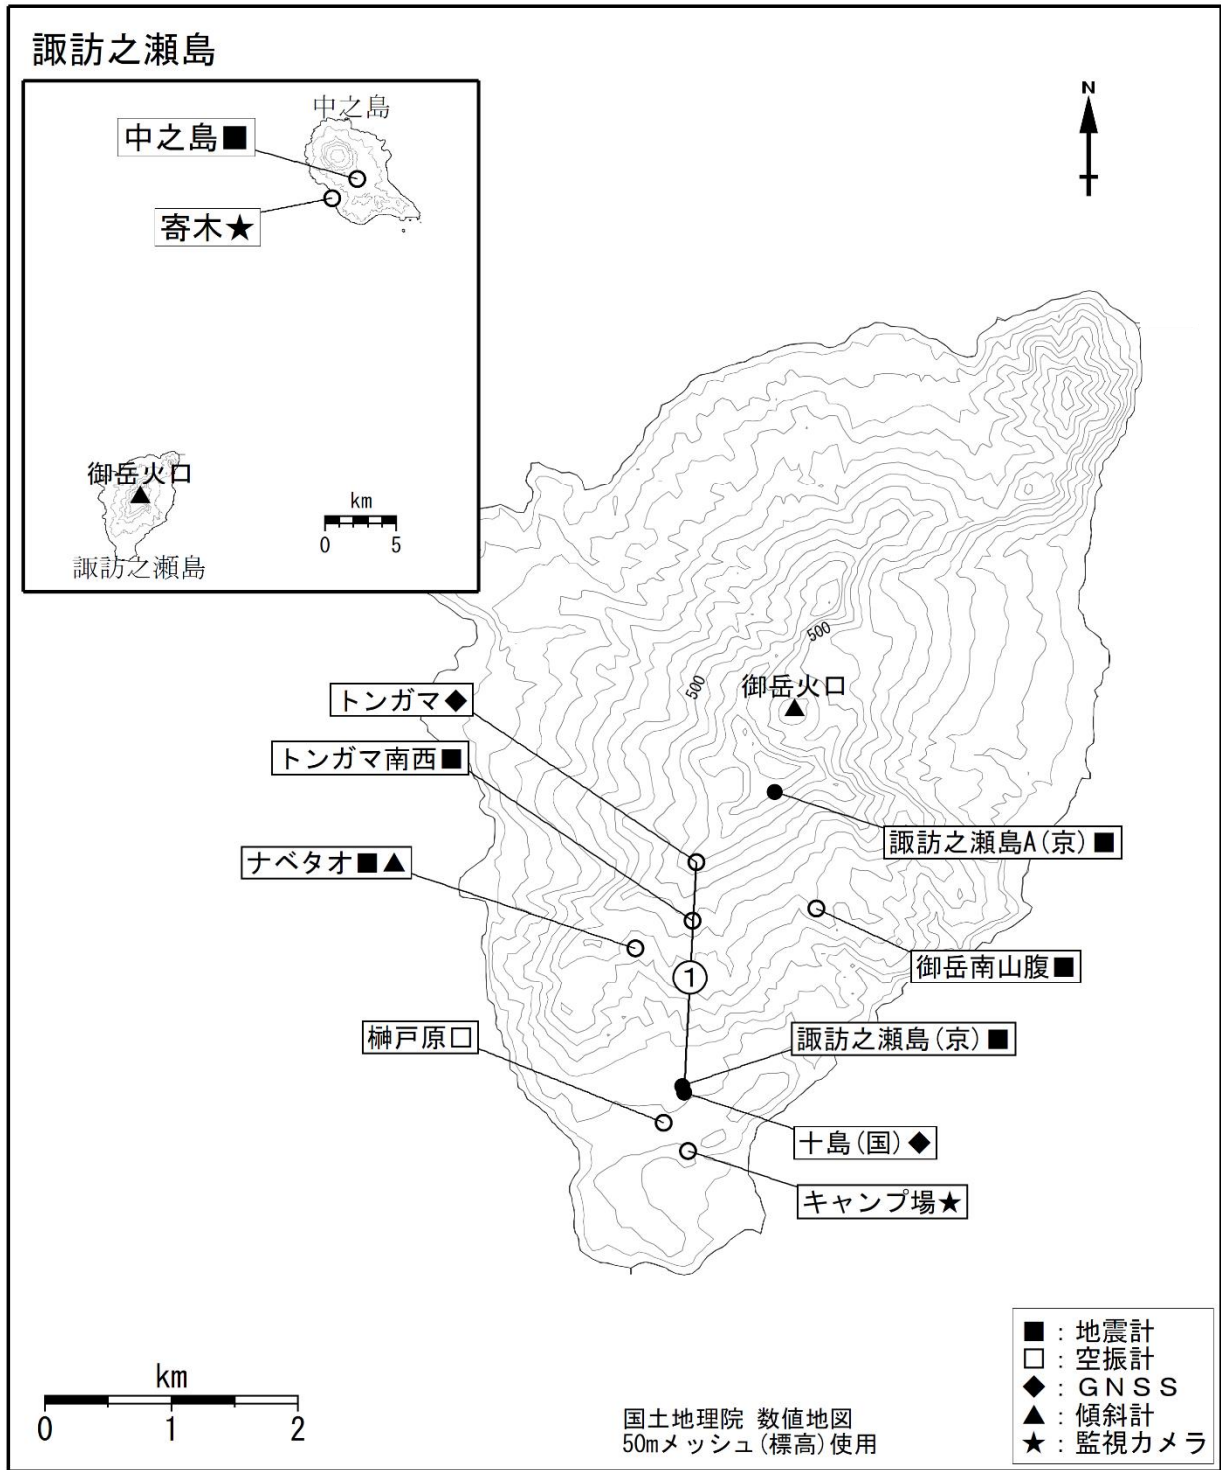 諏訪之瀬島
中之島
中之島■
寄木★
御岳火口
諏訪之瀬島
km
0 5
N
500
500
御岳火口
トンガマ◆
トンガマ南西■
諏訪之瀬島A(京)■
ナベタオ■▲
御岳南山腹■
①
榊戸原□
諏訪之瀬島(京)■
十島(国)◆
キャンプ場★
km
0 1 2
国土地理院 数値地図
50mメッシュ(標高)使用
■:地震計
□:空振計
◆:GNSS
▲:傾斜計
★:監視カメラ